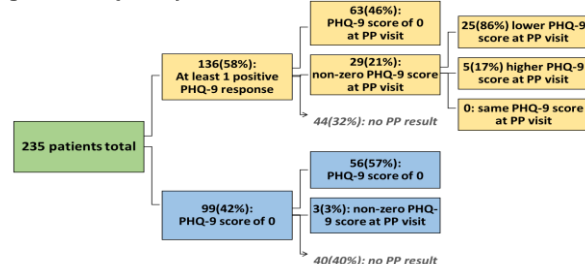 63(46%):
PHQ-9 score of 0
at PP visit
25(86%) lower PHQ-9
score at PP visit
136(58%):
At least 1 positive
PHQ-9 response
29(21%):
non-zero PHQ-9 score
at PP visit
5(17%) higher PHQ-9
score at PP visit
44(32%): no PP result
0: same PHQ-9 score
at PP visit
235 patients total
56(57%):
PHQ-9 score of 0
99(42%):
PHQ-9 score of 0
3(3%): non-zero PHQ-
9 score at PP visit
40(40%): no PP result